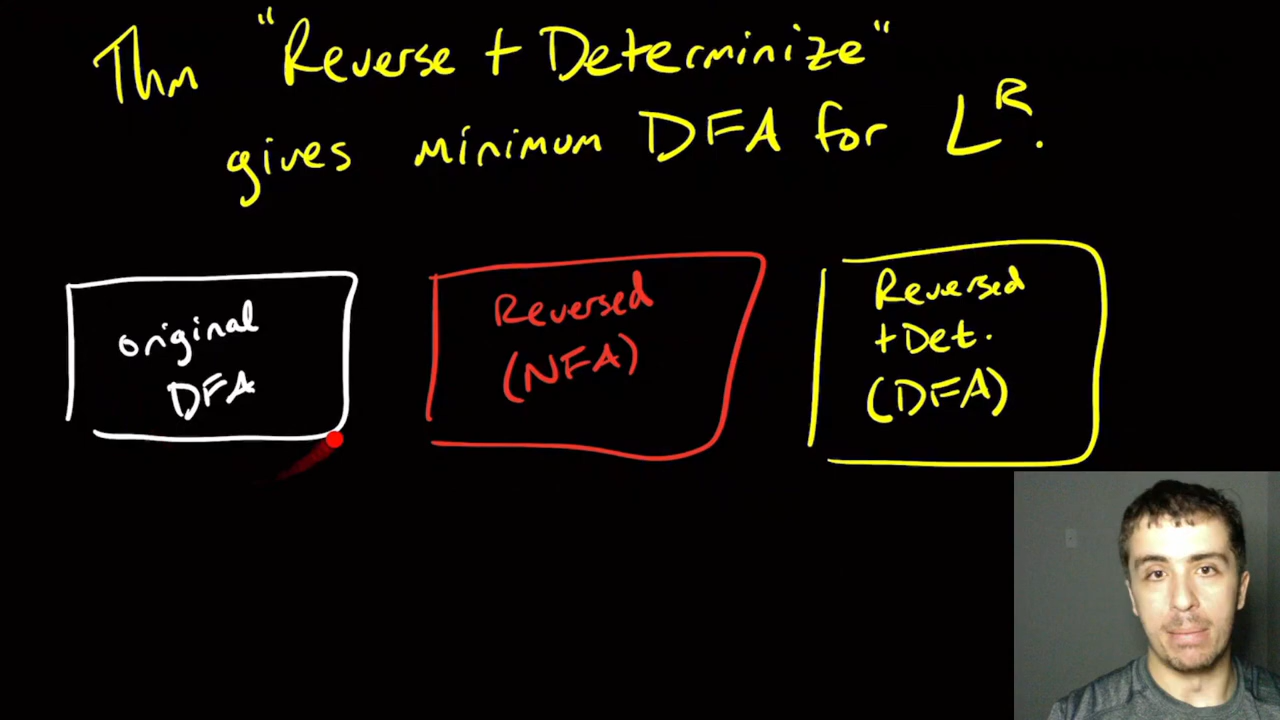 Thm "Reverse + Determinize"
gives minimum DFA for L^R.
original
DFA
Reversed
(NFA)
Reversed
+Det.
(DFA)